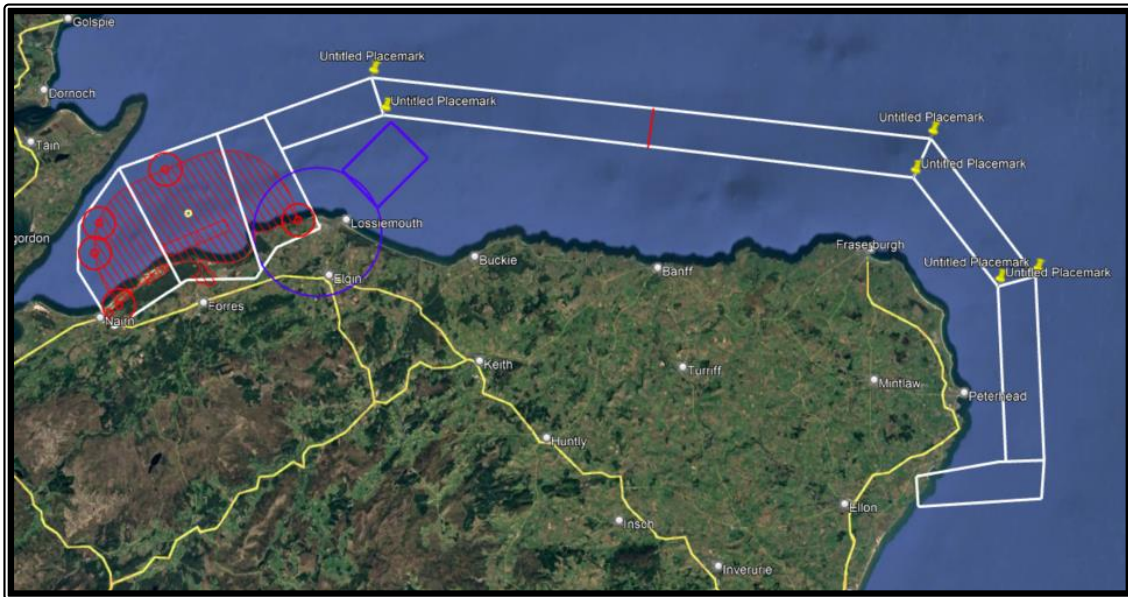 Golspie
Untitled Placemark
Dornoch
Untitled Placemark
Untitled Placemark
Tain
Untitled Placemark
Lossiemouth
gordon
Fraserburgh
Buckie
Banff
Untitled Placemark
Untitled Placemark
Elgin
Forres
Nairn
Keith
Turriff
Mintlaw
Peterhead
Huntly
Ellon
Insch
Inverurie